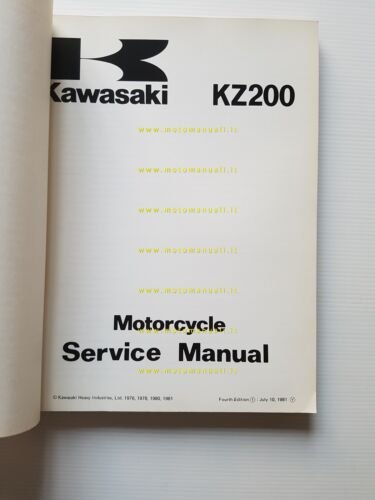 Kawasaki KZ200
www.motomanuali.it
www.motomanuali.it
www.motomanuali.it
www.motomanuali.it
www.motomanuali.it
Motorcycle
www.motomanuali.it
Service Manual
© Kawasaki Heavy Industries, Ltd. 1976, 1978, 1980, 1981 Fourth Edition ① : July 10, 1981 Ⓨ